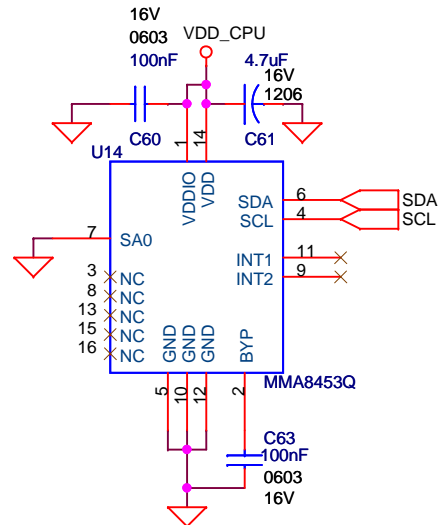 16V
0603
100nF
C60
VDD_CPU
4.7uF
16V
1206
C61
U14
1
14
VDDIO
VDD
7
SA0
SDA
6
SCL
4
SDA
SCL
INT1
11
INT2
9
3
NC
8
NC
13
NC
15
NC
16
NC
GND
GND
GND
BYP
5
10
12
2
MMA8453Q
C63
100nF
0603
16V